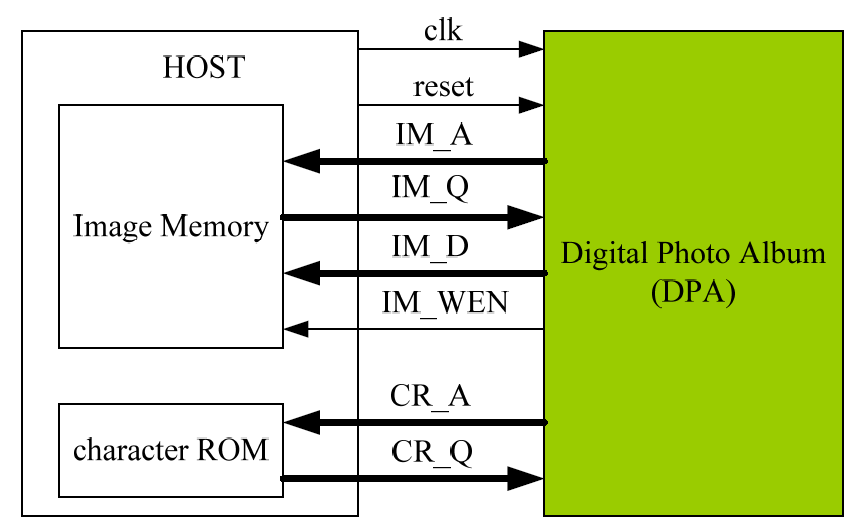 clk
HOST
reset
IM_A
IM_Q
Image Memory
IM_D
Digital Photo Album
(DPA)
IM_WEN
CR_A
character ROM
CR_Q